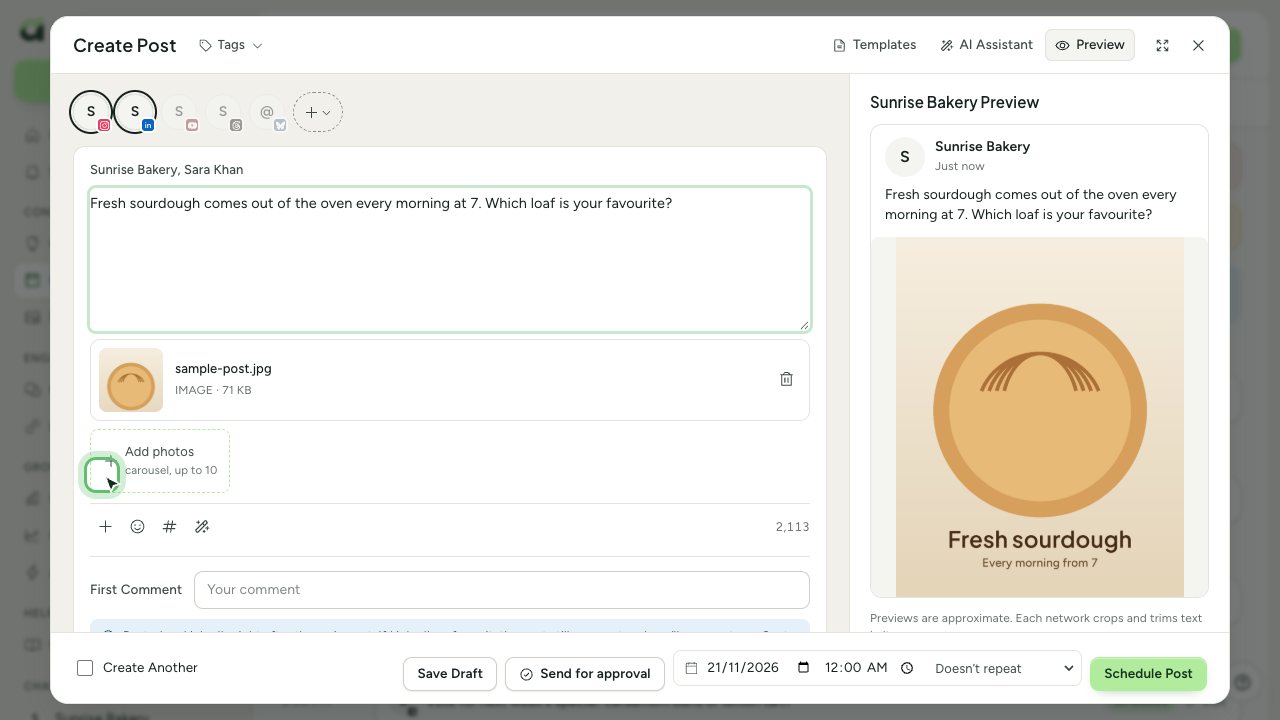 Create Post
Tags
Templates
AI Assistant
Preview
S
S
S
S
@
Sunrise Bakery, Sara Khan
Fresh sourdough comes out of the oven every morning at 7. Which loaf is your favourite?
sample-post.jpg
IMAGE · 71 KB
Add photos
carousel, up to 10
2,113
First Comment
Your comment
Sunrise Bakery Preview
S
Sunrise Bakery
Just now
Fresh sourdough comes out of the oven every
morning at 7. Which loaf is your favourite?
Fresh sourdough
Every morning from 7
Previews are approximate. Each network crops and trims text
Create Another
Save Draft
Send for approval
21/11/2026
12:00 AM
Doesn't repeat
Schedule Post